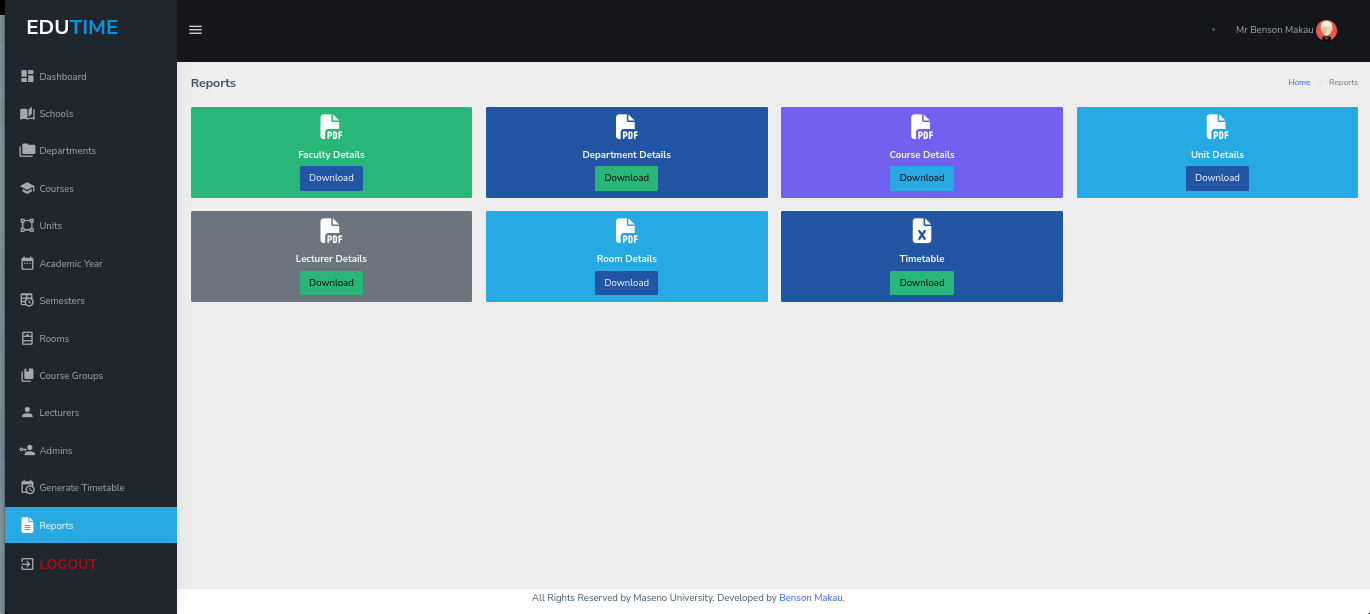 EDUTIME
Dashboard
Schools
Departments
Courses
Units
Academic Year
Semesters
Rooms
Course Groups
Lecturers
Admins
Generate Timetable
Reports
LOGOUT
Mr Benson Makau
Reports
Home > Reports
PDF
Faculty Details
Download
PDF
Department Details
Download
PDF
Course Details
Download
PDF
Unit Details
Download
PDF
Lecturer Details
Download
PDF
Room Details
Download
X
Timetable
Download
All Rights Reserved by Maseno University. Developed by Benson Makau.